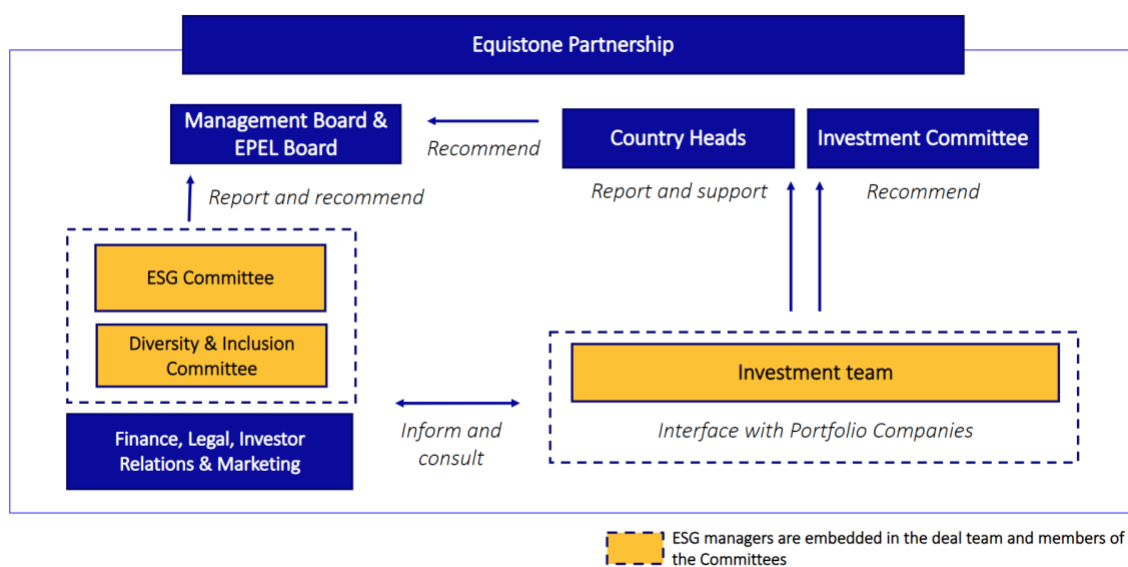 Equistone Partnership
Management Board &
EPEL Board
Recommend
Country Heads
Investment Committee
Report and recommend
Report and support
Recommend
ESG Committee
Diversity & Inclusion
Committee
Investment team
Finance, Legal, Investor
Relations & Marketing
Inform and
consult
Interface with Portfolio Companies
ESG managers are embedded in the deal team and members of
the Committees